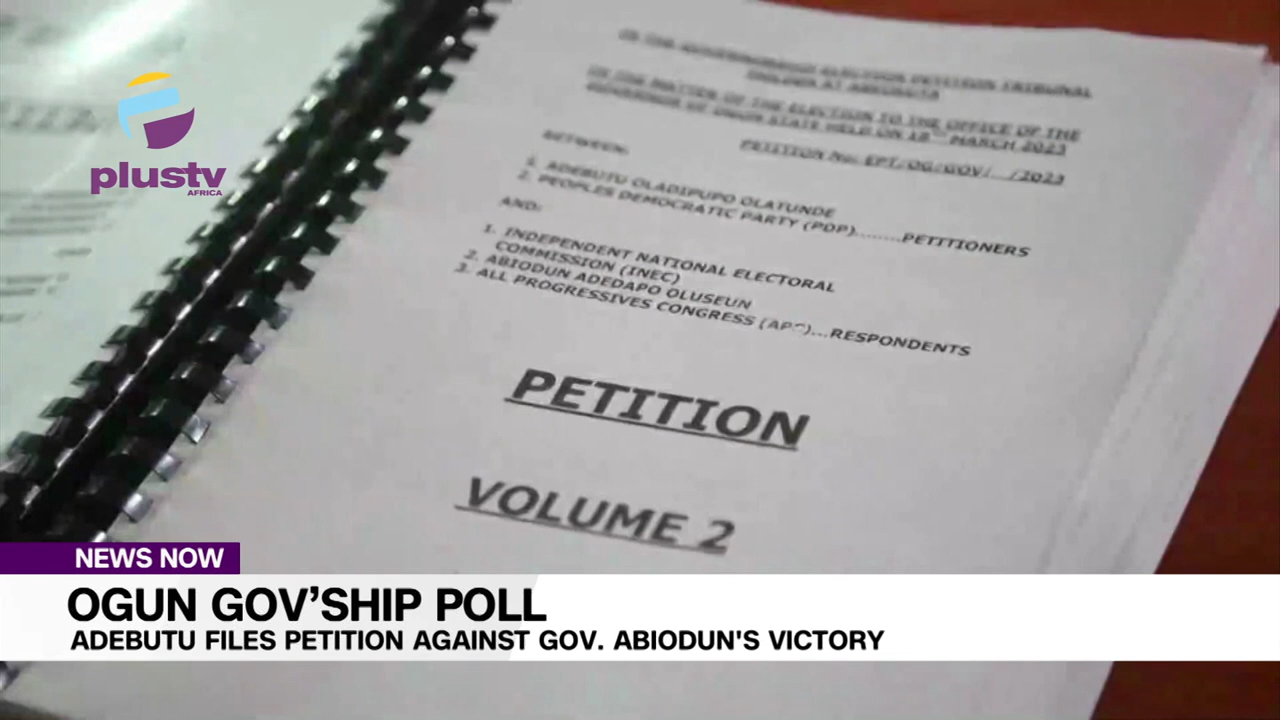 plustv
AFRICA
IN THE GOVERNORSHIP ELECTION PETITION TRIBUNAL
HOLDEN AT ABEOKUTA
IN THE MATTER OF THE ELECTION TO THE OFFICE OF THE
GOVERNOR OF OGUN STATE HELD ON 18TH MARCH 2023
PETITION No: EPT/OG/GOV/ /2023
BETWEEN:
1. ADEBUTU OLADIPUPO OLATUNDE
2. PEOPLES DEMOCRATIC PARTY (PDP)........PETITIONERS
AND:
1. INDEPENDENT NATIONAL ELECTORAL
COMMISSION (INEC)
2. ABIODUN ADEDAPO OLUSEUN
3. ALL PROGRESSIVES CONGRESS (APC)...RESPONDENTS
PETITION
VOLUME 2
NEWS NOW
OGUN GOV'SHIP POLL
ADEBUTU FILES PETITION AGAINST GOV. ABIODUN'S VICTORY